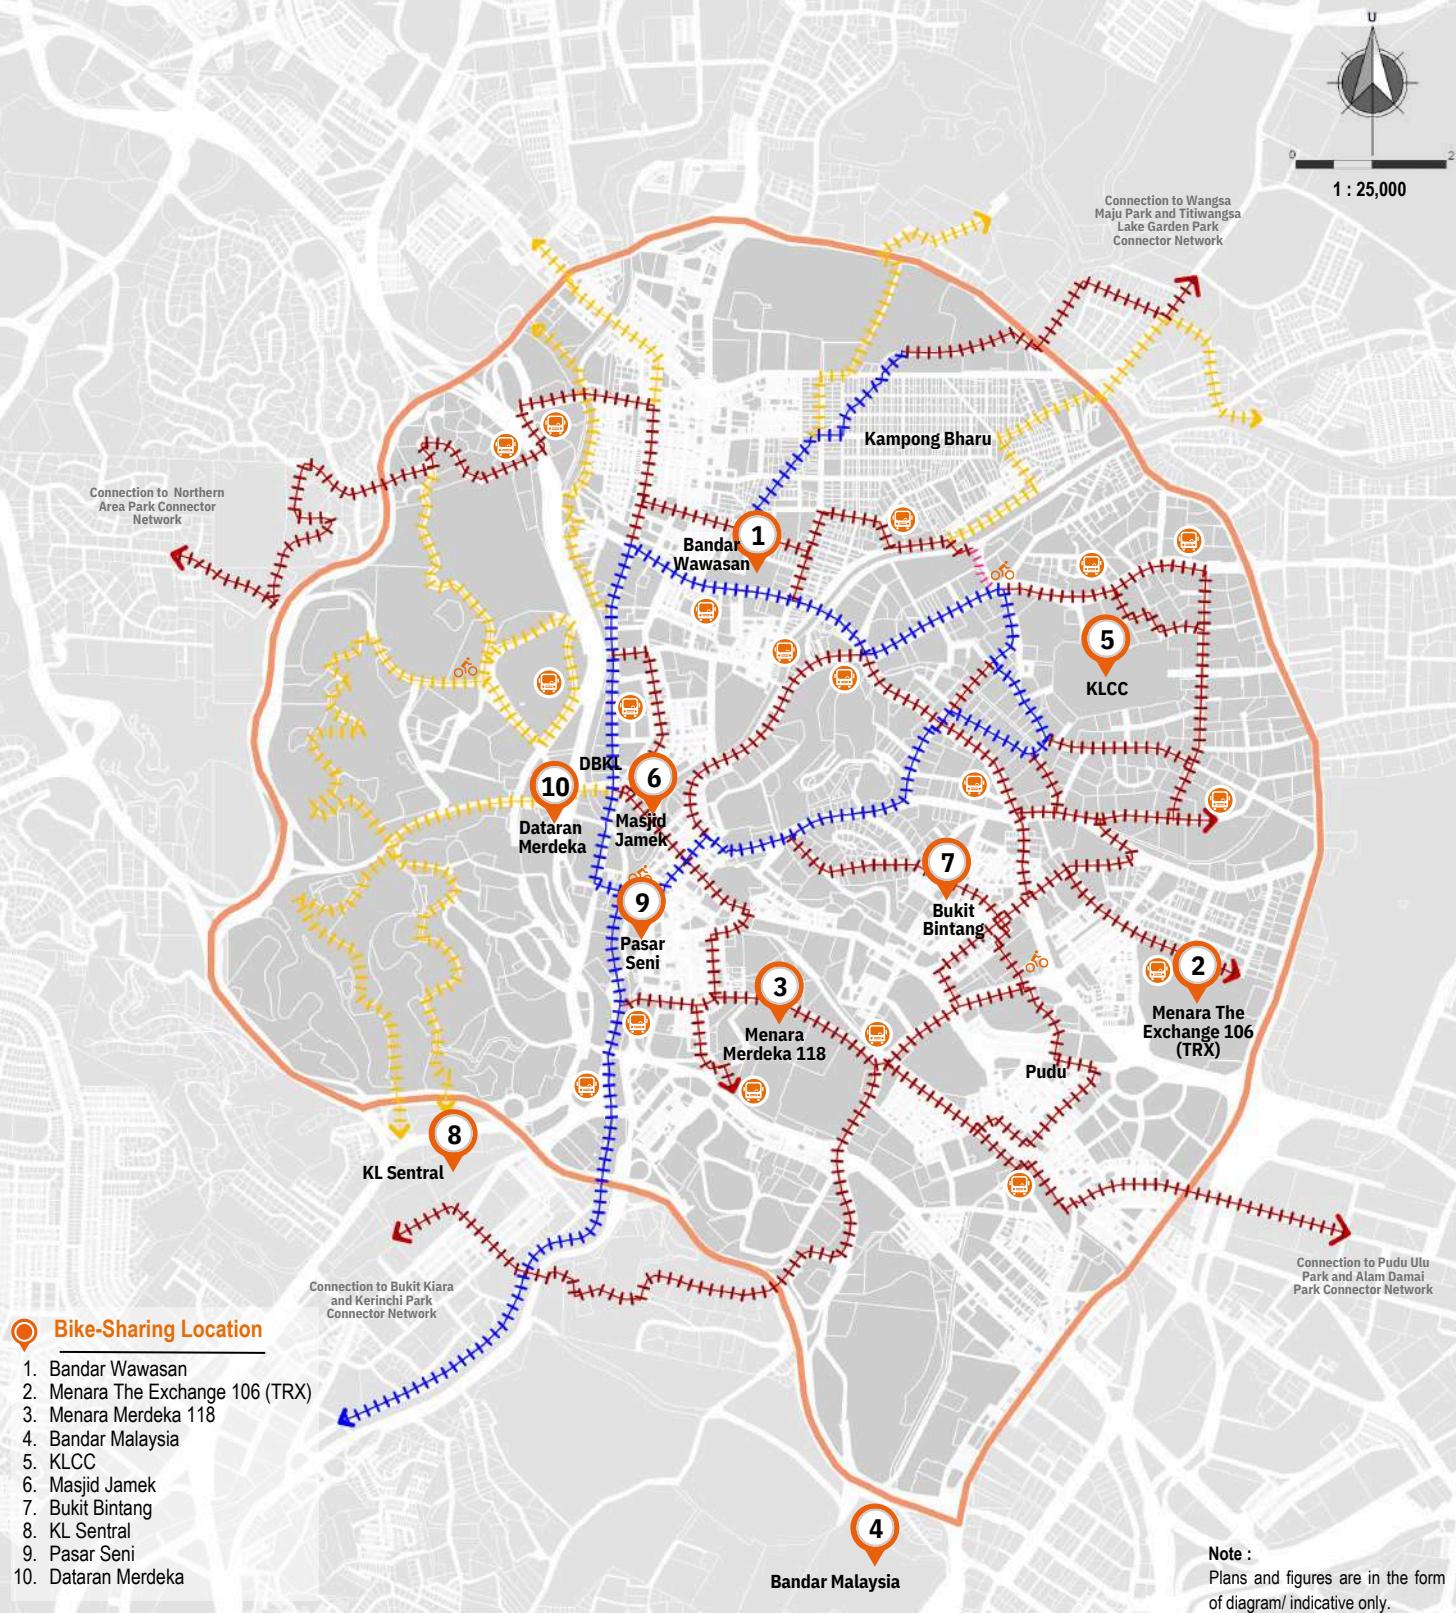 U
0
2
1 : 25,000
Connection to Wangsa
Maju Park and Titiwangsa
Lake Garden Park
Connector Network
Kampong Bharu
Connection to Northern
Area Park Connector
Network
1
Bandar
Wawasan
5
KLCC
DBKL
10
Dataran
Merdeka
6
Masjid
Jamek
7
Bukit
Bintang
9
Pasar
Seni
2
Menara The
Exchange 106
(TRX)
3
Menara
Merdeka 118
Pudu
8
KL Sentral
Connection to Pudu Ulu
Park and Alam Damai
Park Connector Network
Connection to Bukit Kiara
and Kerinchi Park
Connector Network
4
Bandar Malaysia
Bike-Sharing Location
1. Bandar Wawasan
2. Menara The Exchange 106 (TRX)
3. Menara Merdeka 118
4. Bandar Malaysia
5. KLCC
6. Masjid Jamek
7. Bukit Bintang
8. KL Sentral
9. Pasar Seni
10. Dataran Merdeka
Note :
Plans and figures are in the form
of diagram/ indicative only.